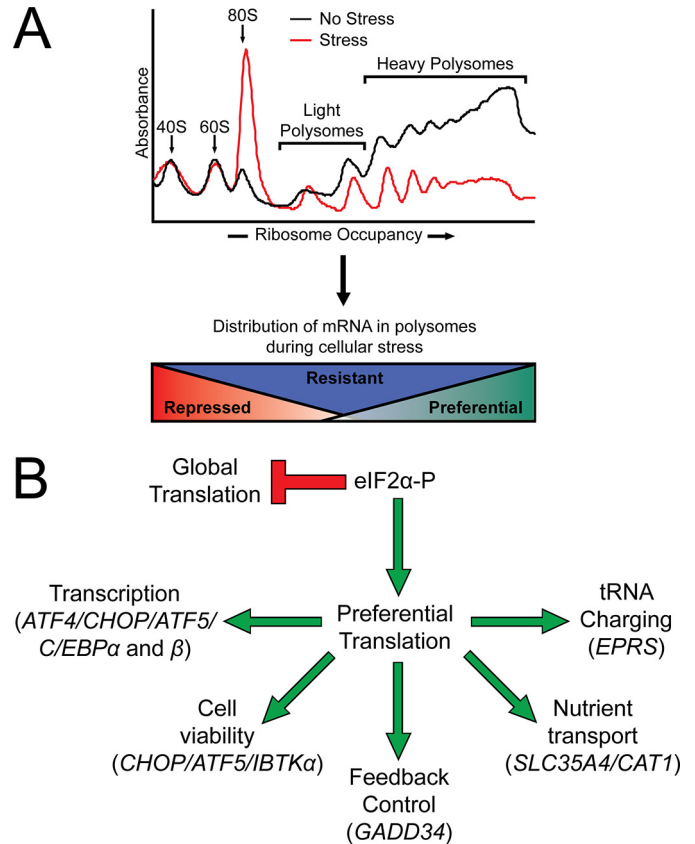 A
80S
No Stress
Stress
Heavy Polysomes
Light
Polysomes
40S
60S
Absorbance
Ribosome Occupancy
Distribution of mRNA in polysomes
during cellular stress
Resistant
Repressed
Preferential
B
Global
Translation
eIF2α-P
Transcription
(ATF4/CHOP/ATF5/
C/EBPα and β)
Preferential
Translation
tRNA
Charging
(EPRS)
Cell
viability
(CHOP/ATF5/IBTKα)
Feedback
Control
(GADD34)
Nutrient
transport
(SLC35A4/CAT1)